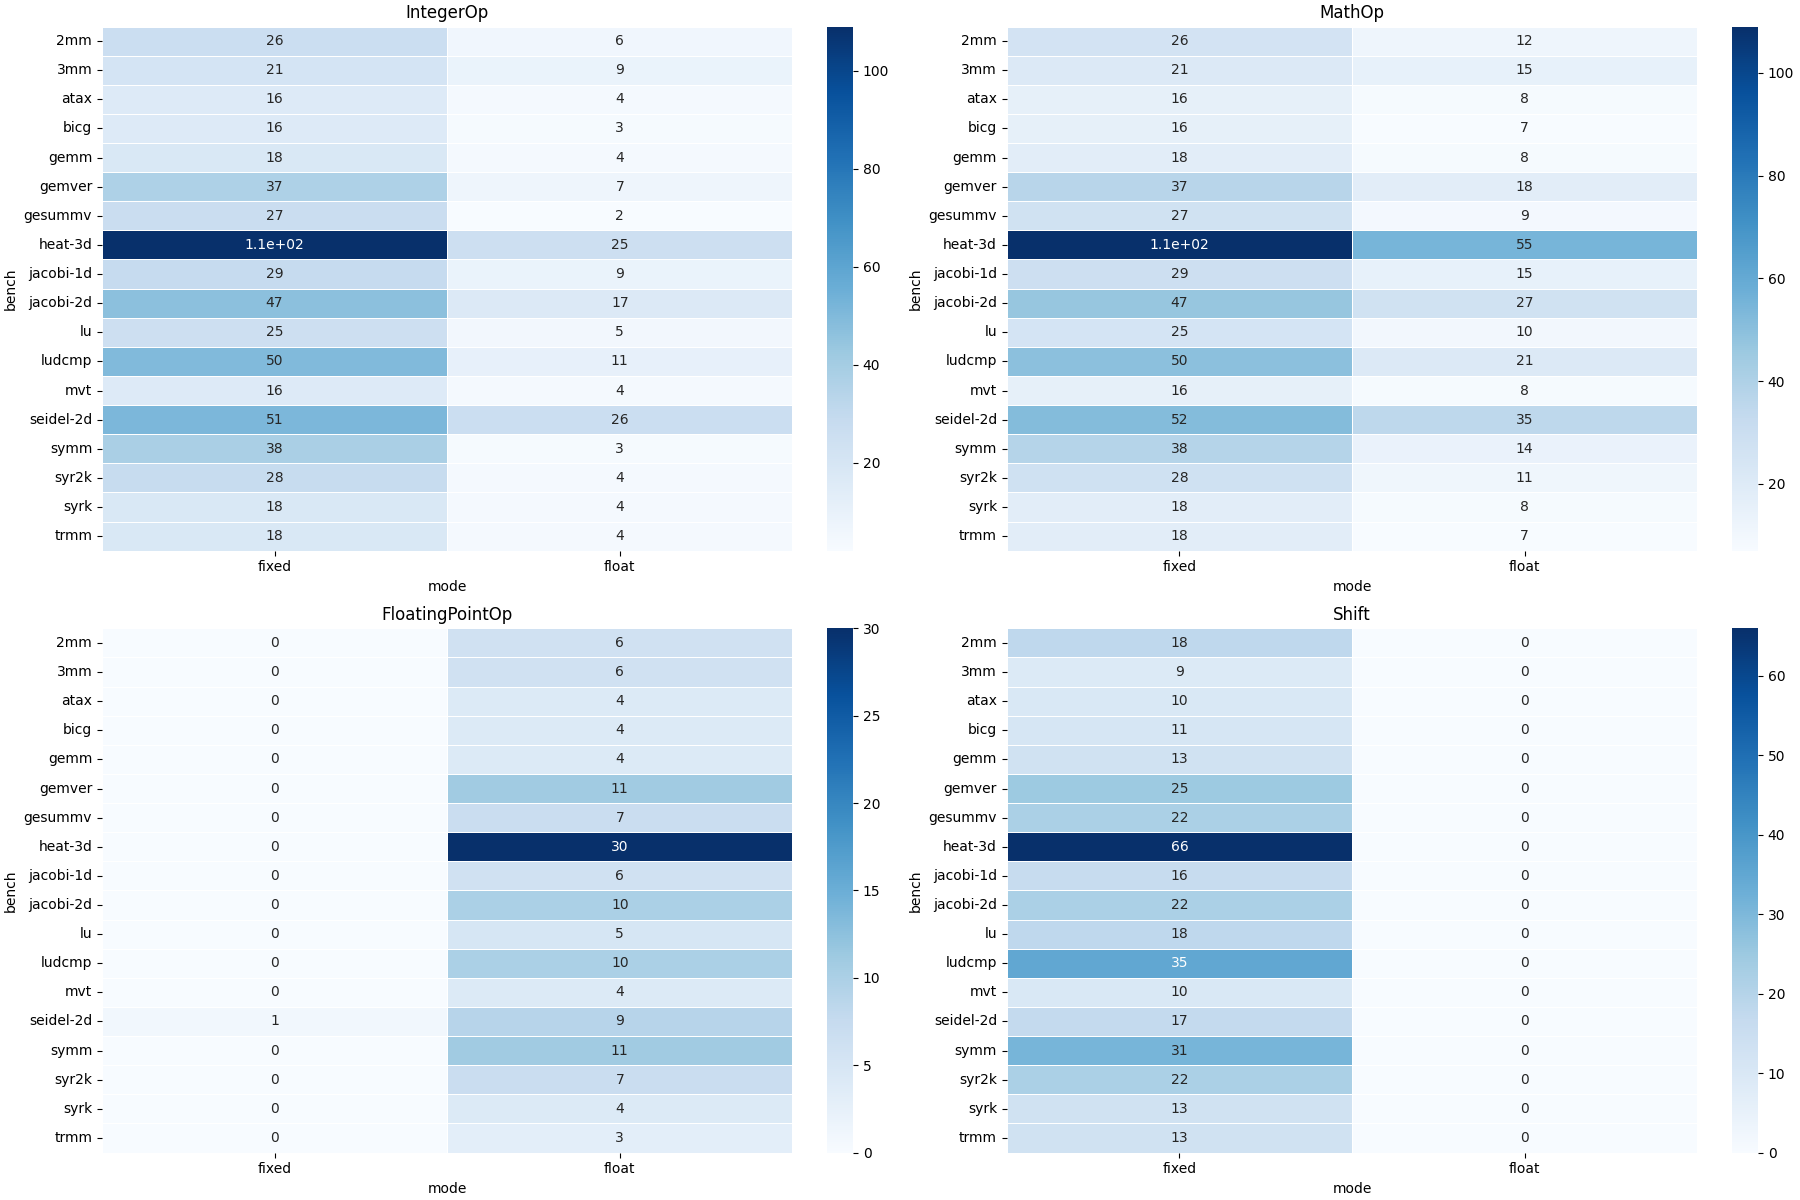 IntegerOp
2mm 26 6
3mm 21 9
atax 16 4
bicg 16 3
gemm 18 4
gemver 37 7
gesummv 27 2
heat-3d 1.1e+02 25
jacobi-1d 29 9
jacobi-2d 47 17
lu 25 5
ludcmp 50 11
mvt 16 4
seidel-2d 51 26
symm 38 3
syr2k 28 4
syrk 18 4
trmm 18 4
bench
fixed float
mode
100
80
60
40
20
MathOp
2mm 26 12
3mm 21 15
atax 16 8
bicg 16 7
gemm 18 8
gemver 37 18
gesummv 27 9
heat-3d 1.1e+02 55
jacobi-1d 29 15
jacobi-2d 47 27
lu 25 10
ludcmp 50 21
mvt 16 8
seidel-2d 52 35
symm 38 14
syr2k 28 11
syrk 18 8
trmm 18 7
bench
fixed float
mode
100
80
60
40
20
FloatingPointOp
2mm 0 6
3mm 0 6
atax 0 4
bicg 0 4
gemm 0 4
gemver 0 11
gesummv 0 7
heat-3d 0 30
jacobi-1d 0 6
jacobi-2d 0 10
lu 0 5
ludcmp 0 10
mvt 0 4
seidel-2d 1 9
symm 0 11
syr2k 0 7
syrk 0 4
trmm 0 3
bench
fixed float
mode
30
25
20
15
10
5
0
Shift
2mm 18 0
3mm 9 0
atax 10 0
bicg 11 0
gemm 13 0
gemver 25 0
gesummv 22 0
heat-3d 66 0
jacobi-1d 16 0
jacobi-2d 22 0
lu 18 0
ludcmp 35 0
mvt 10 0
seidel-2d 17 0
symm 31 0
syr2k 22 0
syrk 13 0
trmm 13 0
bench
fixed float
mode
60
50
40
30
20
10
0